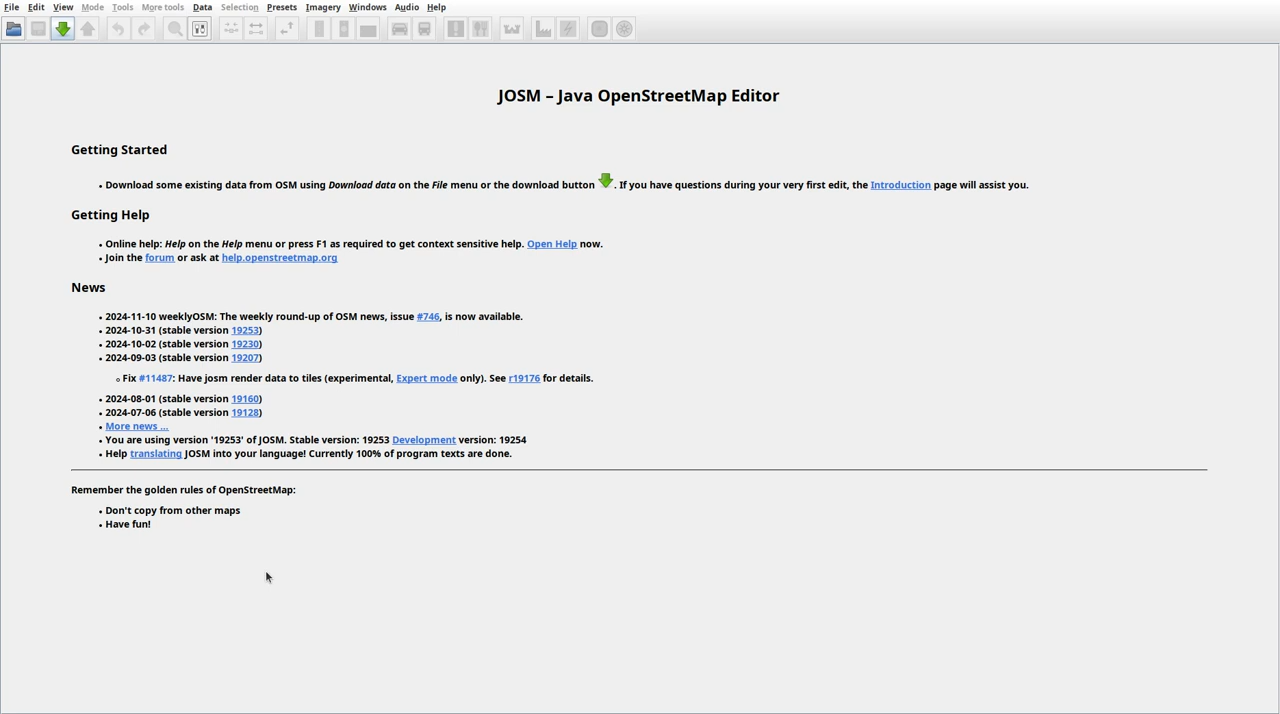 File Edit View Mode Tools More tools Data Selection Presets Imagery Windows Audio Help
JOSM – Java OpenStreetMap Editor
Getting Started
Download some existing data from OSM using Download data on the File menu or the download button . If you have questions during your very first edit, the Introduction page will assist you.
Getting Help
Online help: Help on the Help menu or press F1 as required to get context sensitive help. Open Help now.
Join the forum or ask at help.openstreetmap.org
News
2024-11-10 weeklyOSM: The weekly round-up of OSM news, issue #746, is now available.
2024-10-31 (stable version 19253)
2024-10-02 (stable version 19230)
2024-09-03 (stable version 19207)
Fix #11487: Have josm render data to tiles (experimental, Expert mode only). See r19176 for details.
2024-08-01 (stable version 19160)
2024-07-06 (stable version 19128)
More news ...
You are using version '19253' of JOSM. Stable version: 19253 Development version: 19254
Help translating JOSM into your language! Currently 100% of program texts are done.
Remember the golden rules of OpenStreetMap:
Don't copy from other maps
Have fun!